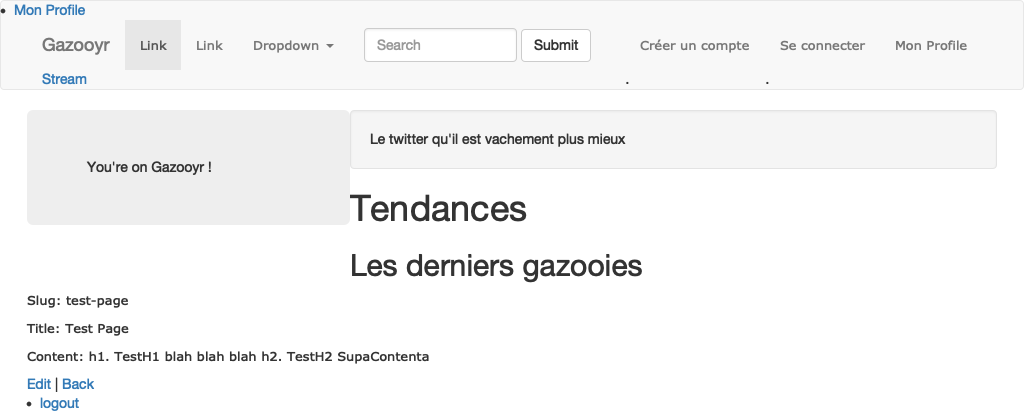 Mon Profile
Gazooyr Link Link Dropdown Search Submit Créer un compte Se connecter Mon Profile
Stream
You're on Gazooyr !
Le twitter qu'il est vachement plus mieux
Tendances
Les derniers gazooies
Slug: test-page
Title: Test Page
Content: h1. TestH1 blah blah blah h2. TestH2 SupaContenta
Edit | Back
logout